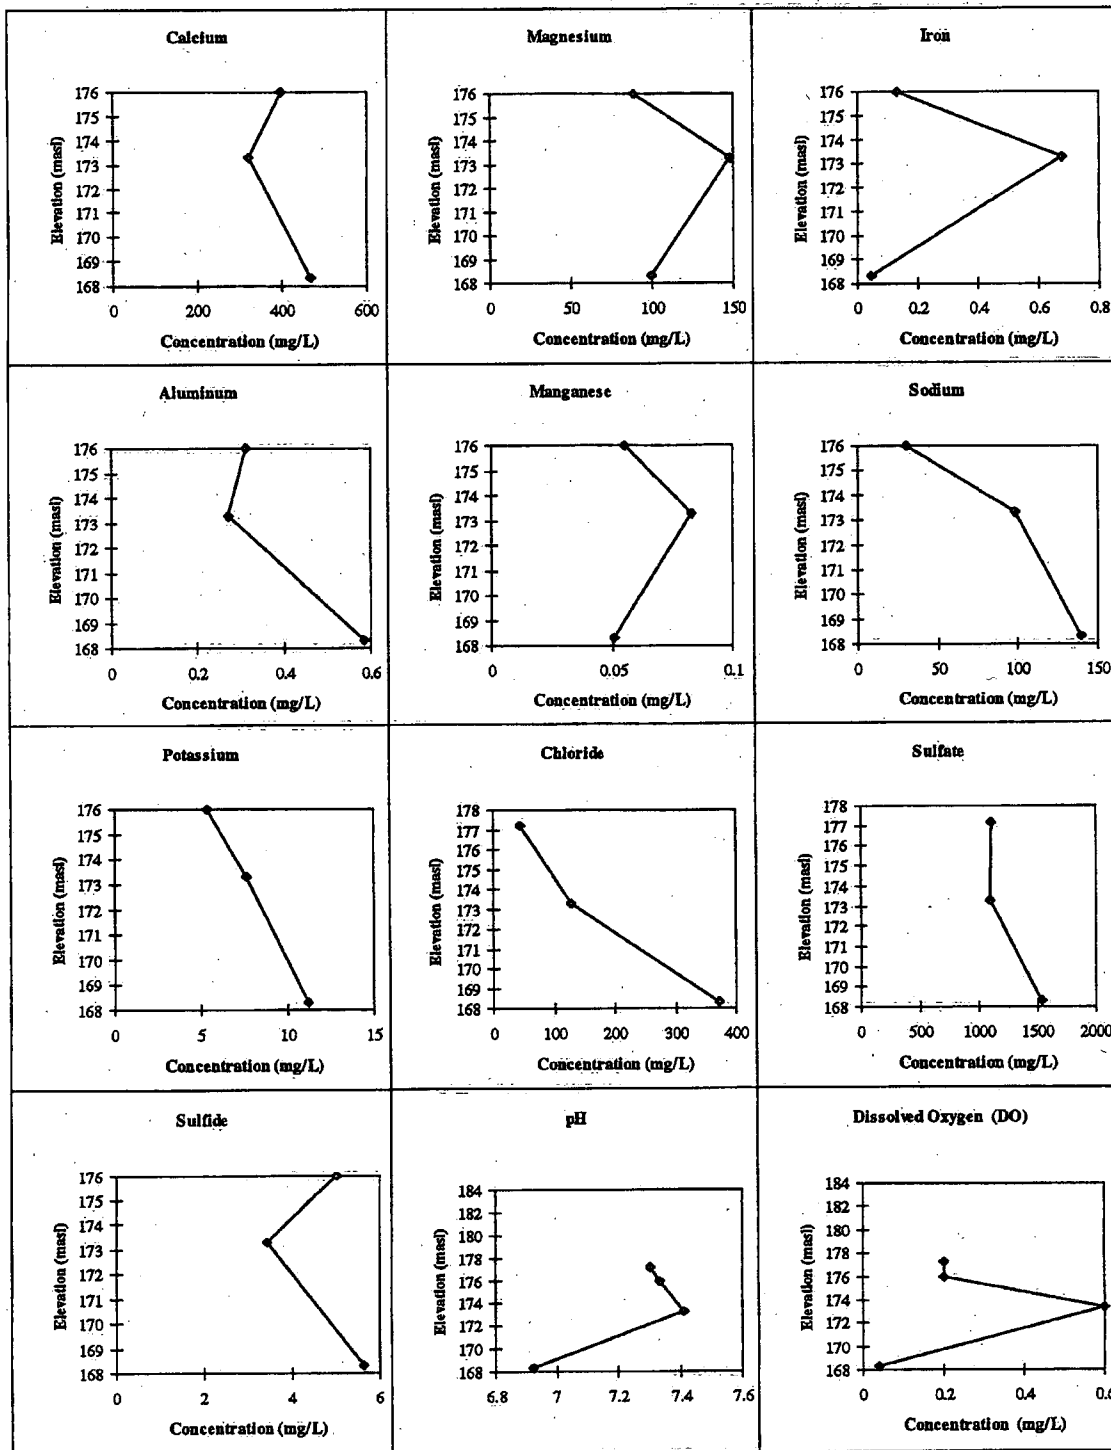 Calcium
Elevation (masl)
176
175
174
173
172
171
170
169
168
0 200 400 600
Concentration (mg/L)
Magnesium
Elevation (masl)
176
175
174
173
172
171
170
169
168
0 50 100 150
Concentration (mg/L)
Iron
Elevation (masl)
176
175
174
173
172
171
170
169
168
0 0.2 0.4 0.6 0.8
Concentration (mg/L)
Aluminum
Elevation (masl)
176
175
174
173
172
171
170
169
168
0 0.2 0.4 0.6
Concentration (mg/L)
Manganese
Elevation (masl)
176
175
174
173
172
171
170
169
168
0 0.05 0.1
Concentration (mg/L)
Sodium
Elevation (masl)
176
175
174
173
172
171
170
169
168
0 50 100 150
Concentration (mg/L)
Potassium
Elevation (masl)
176
175
174
173
172
171
170
169
168
0 5 10 15
Concentration (mg/L)
Chloride
Elevation (masl)
178
177
176
175
174
173
172
171
170
169
168
0 100 200 300 400
Concentration (mg/L)
Sulfate
Elevation (masl)
178
177
176
175
174
173
172
171
170
169
168
0 500 1000 1500 2000
Concentration (mg/L)
Sulfide
Elevation (masl)
176
175
174
173
172
171
170
169
168
0 2 4 6
Concentration (mg/L)
pH
Elevation (masl)
184
182
180
178
176
174
172
170
168
6.8 7 7.2 7.4 7.6
Dissolved Oxygen (DO)
Elevation (masl)
184
182
180
178
176
174
172
170
168
0 0.2 0.4 0.6
Concentration (mg/L)